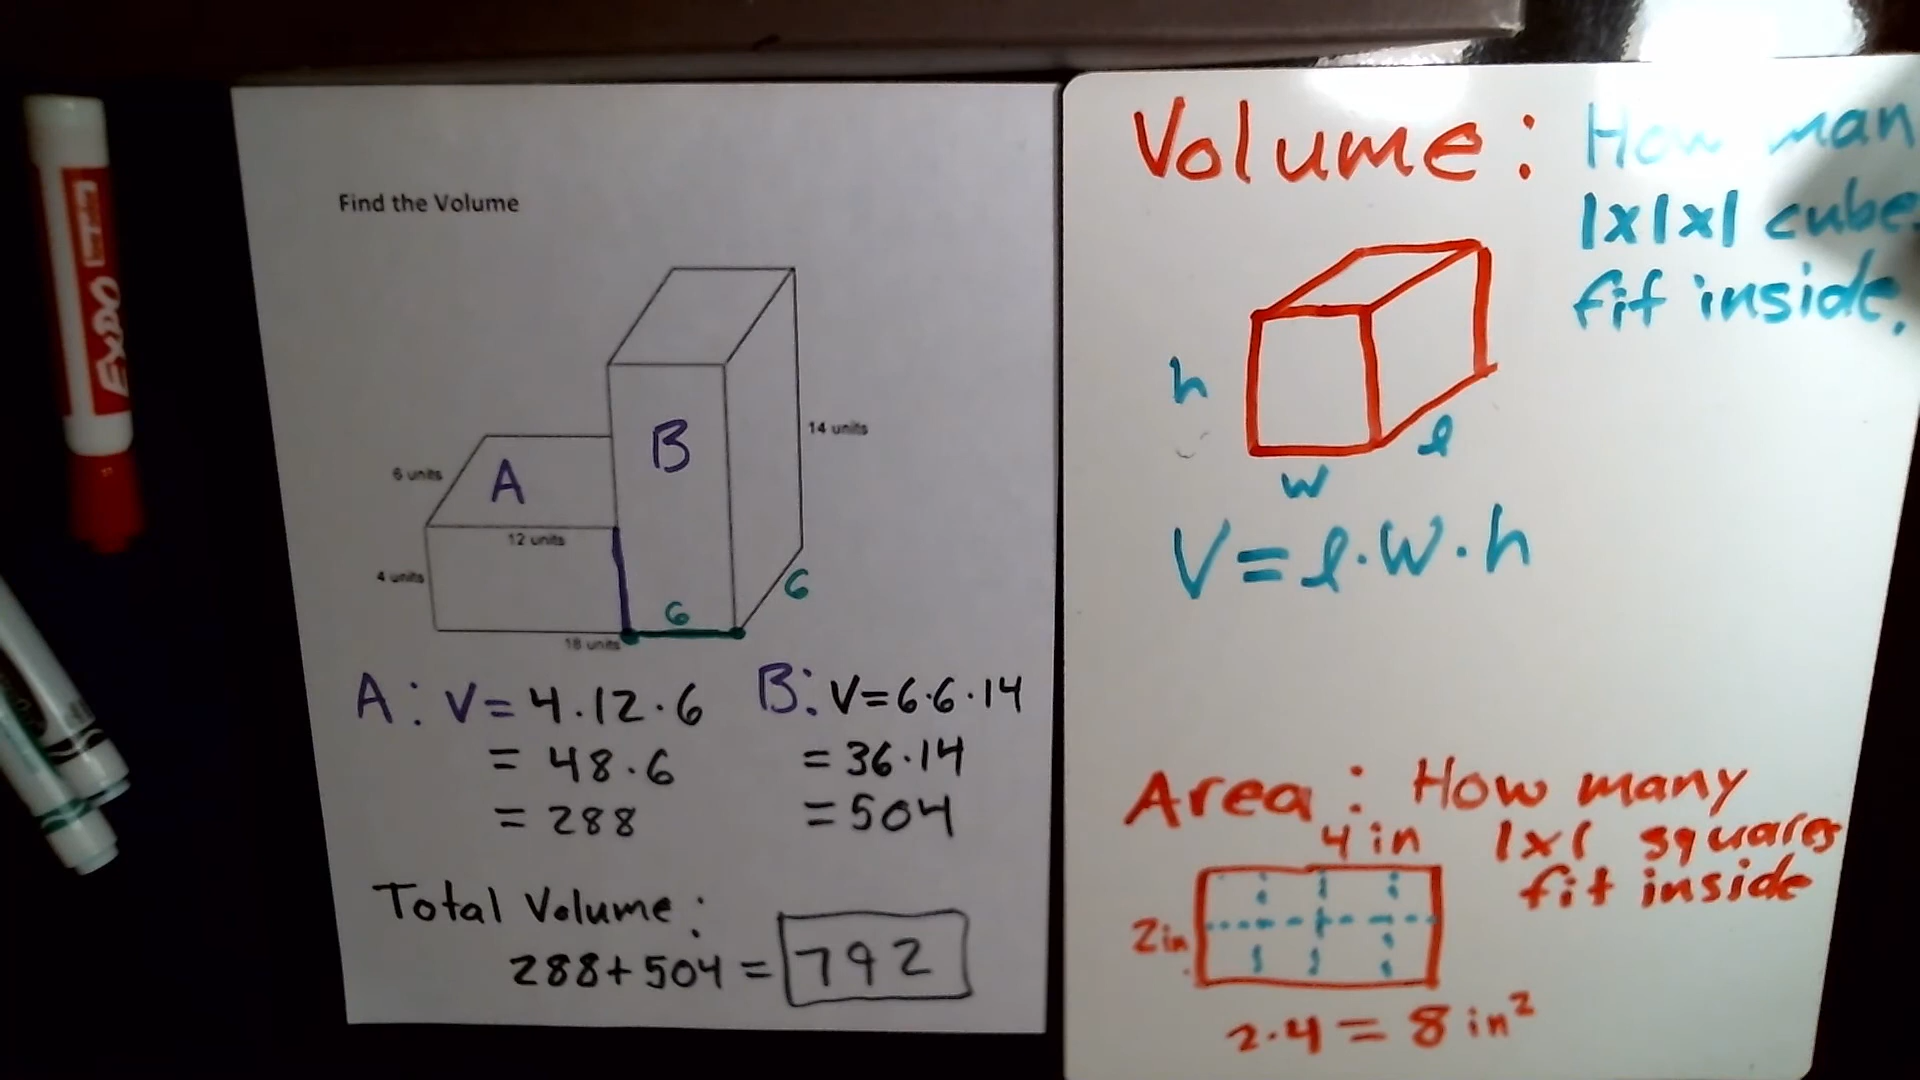 Find the Volume
B
14 units
6 units
A
12 units
4 units
6
6
18 units
A: V = 4·12·6
= 48·6
= 288
B: V=6·6·14
= 36·14
= 504
Total Volume:
288+504 = 792
EXPO
Volume: How man
1x1x1 cubes
fit inside.
h
l
w
V = l·w·h
Area: How many
1x1 squares
fit inside
4 in
2in
2·4 = 8 in²